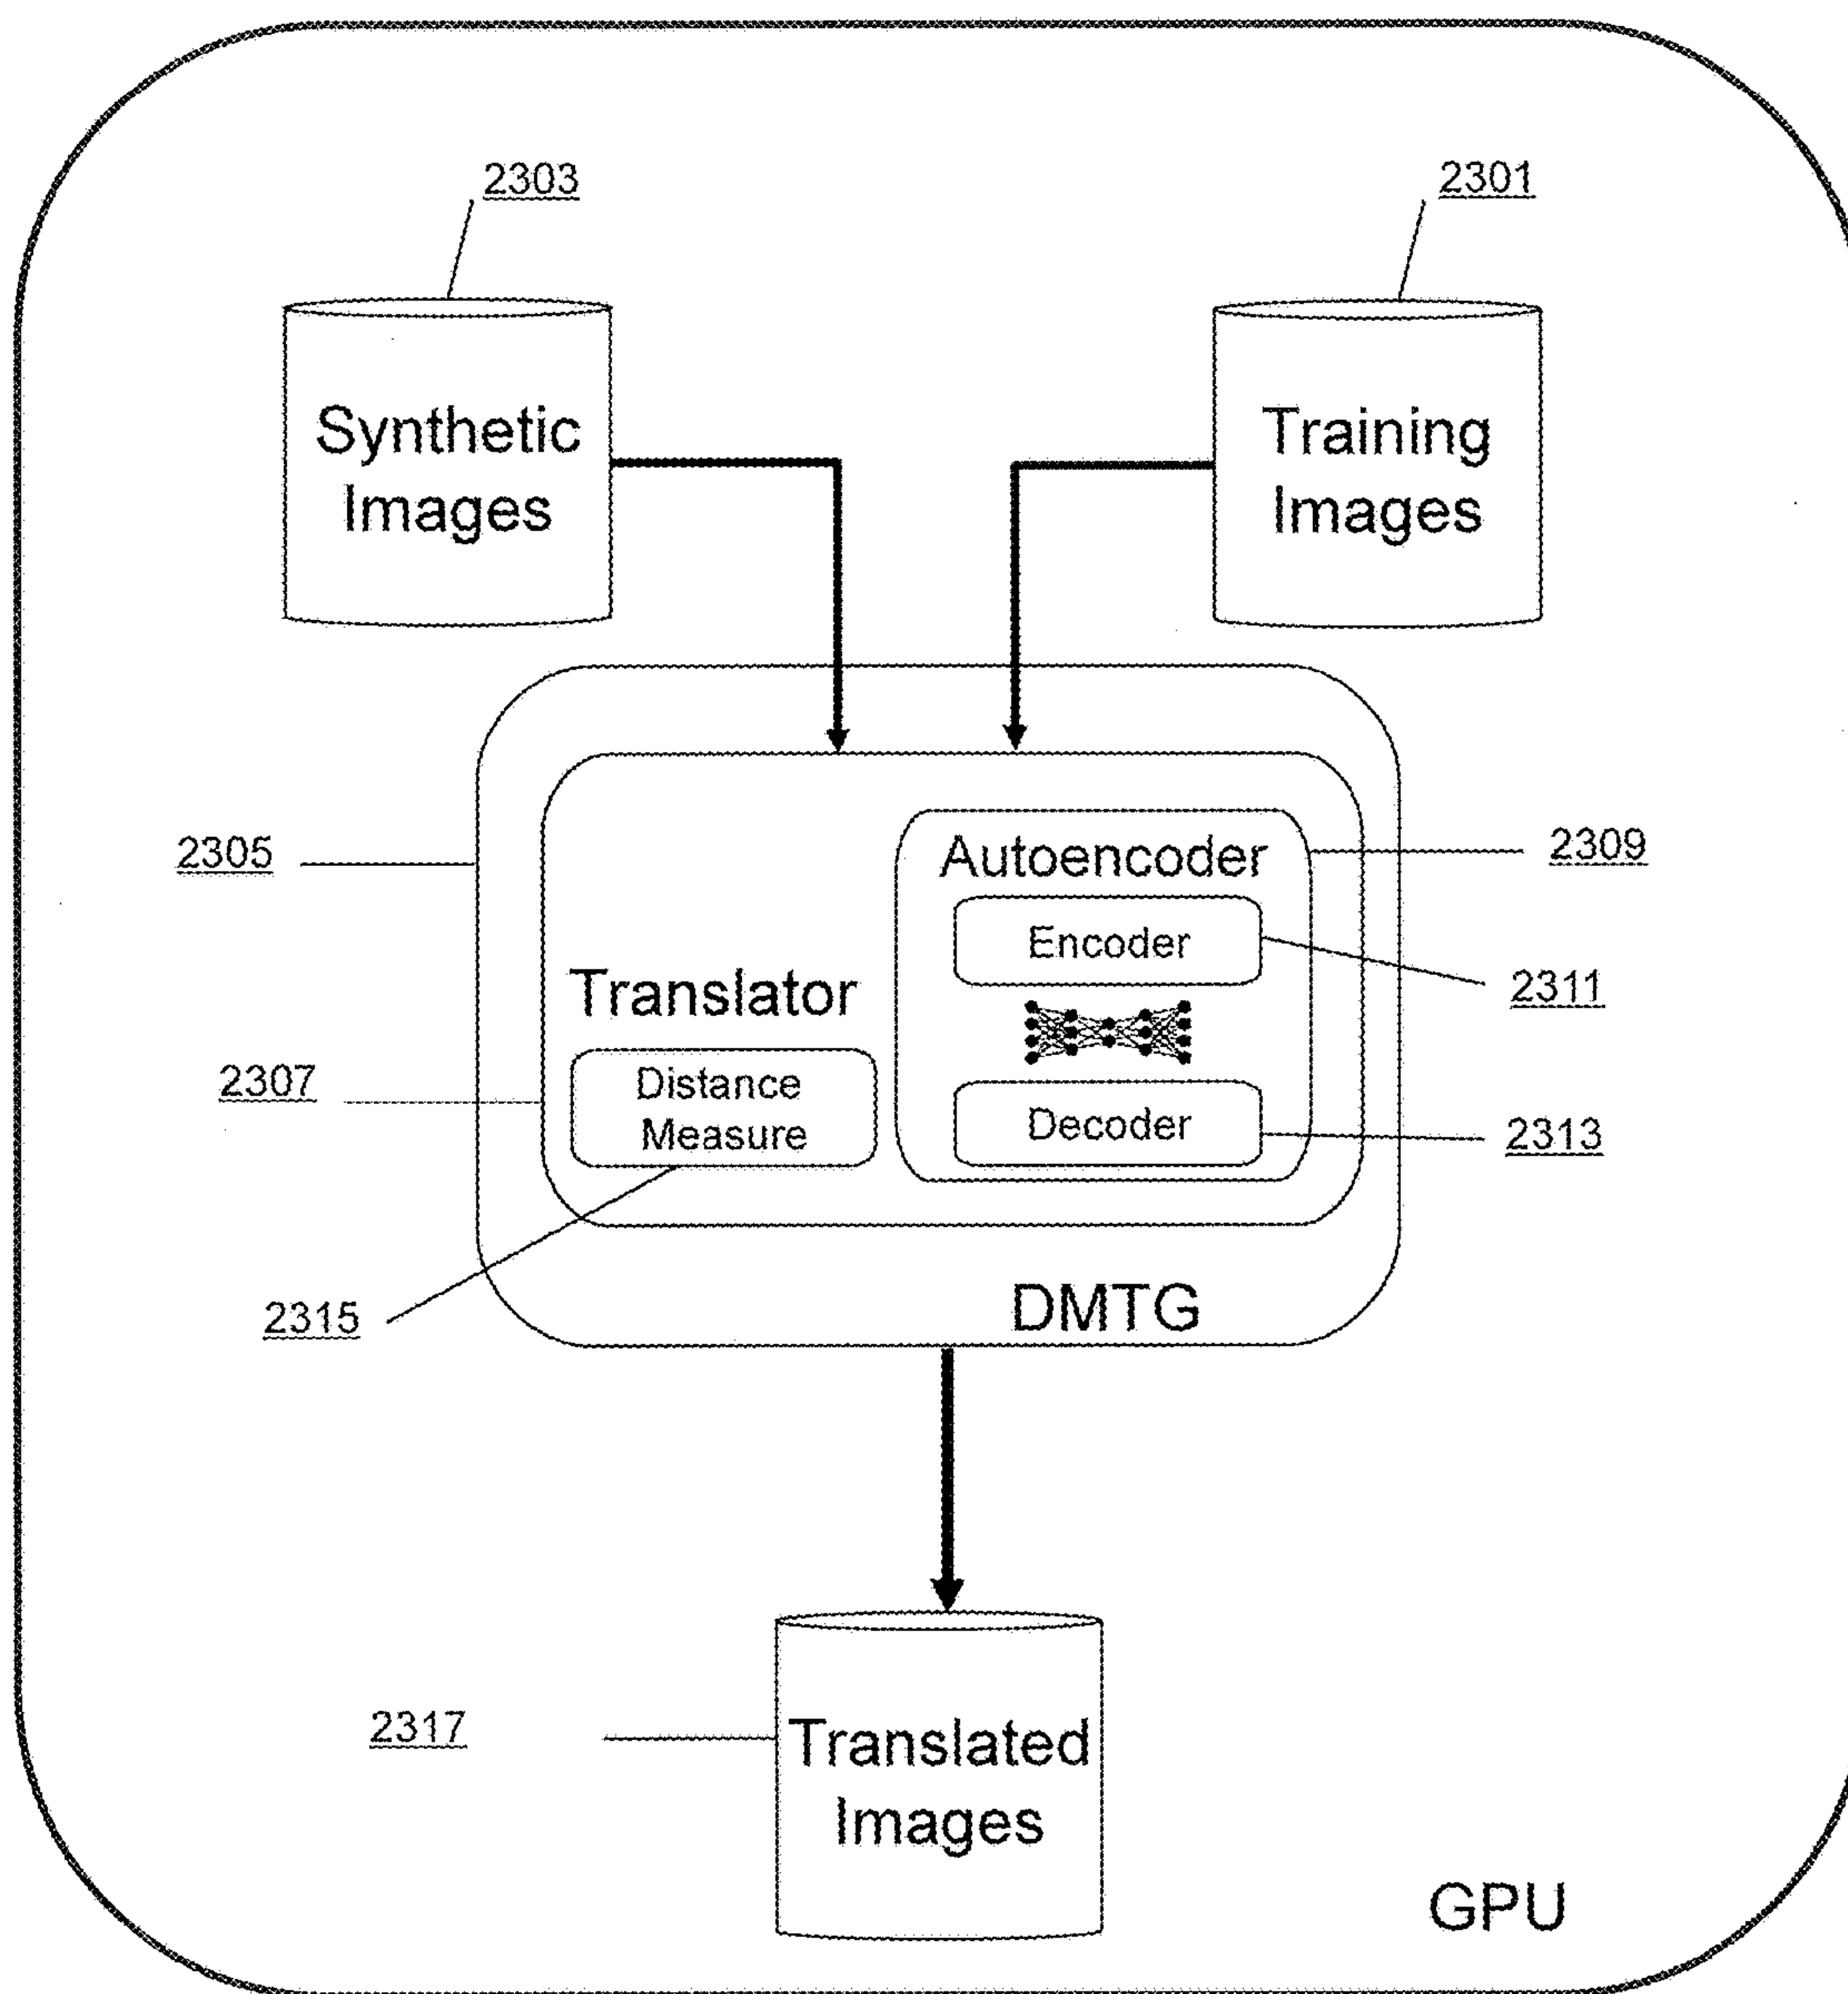 2303
2301
Synthetic
Images
Training
Images
2305
Autoencoder
2309
Encoder
2311
Translator
2307
Distance
Measure
Decoder
2313
2315
DMTG
2317
Translated
Images
GPU